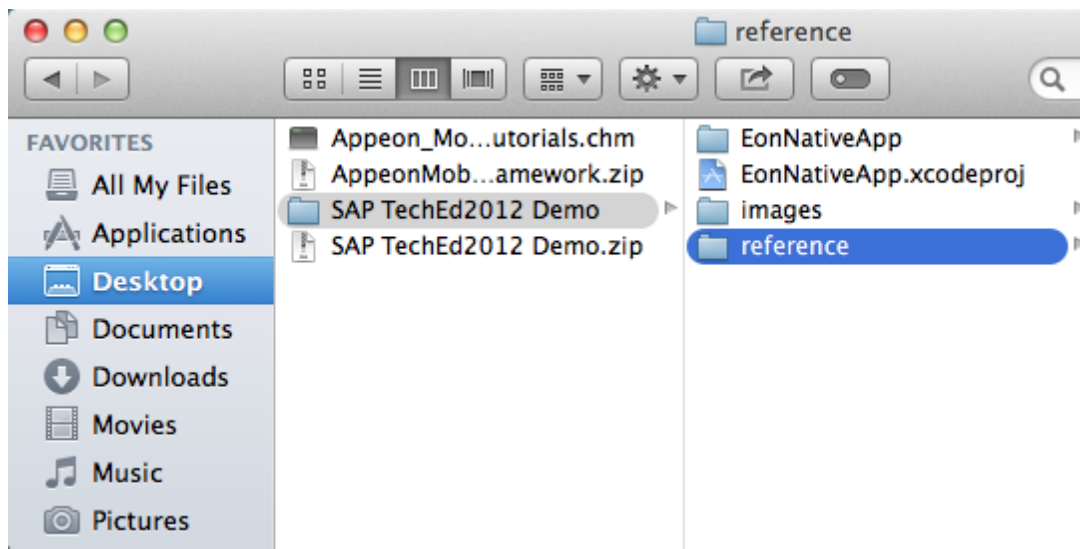 reference
FAVORITES
All My Files
Applications
Desktop
Documents
Downloads
Movies
Music
Pictures
Appeon_Mo...utorials.chm
AppeonMob...amework.zip
SAP TechEd2012 Demo
SAP TechEd2012 Demo.zip
EonNativeApp
EonNativeApp.xcodeproj
images
reference